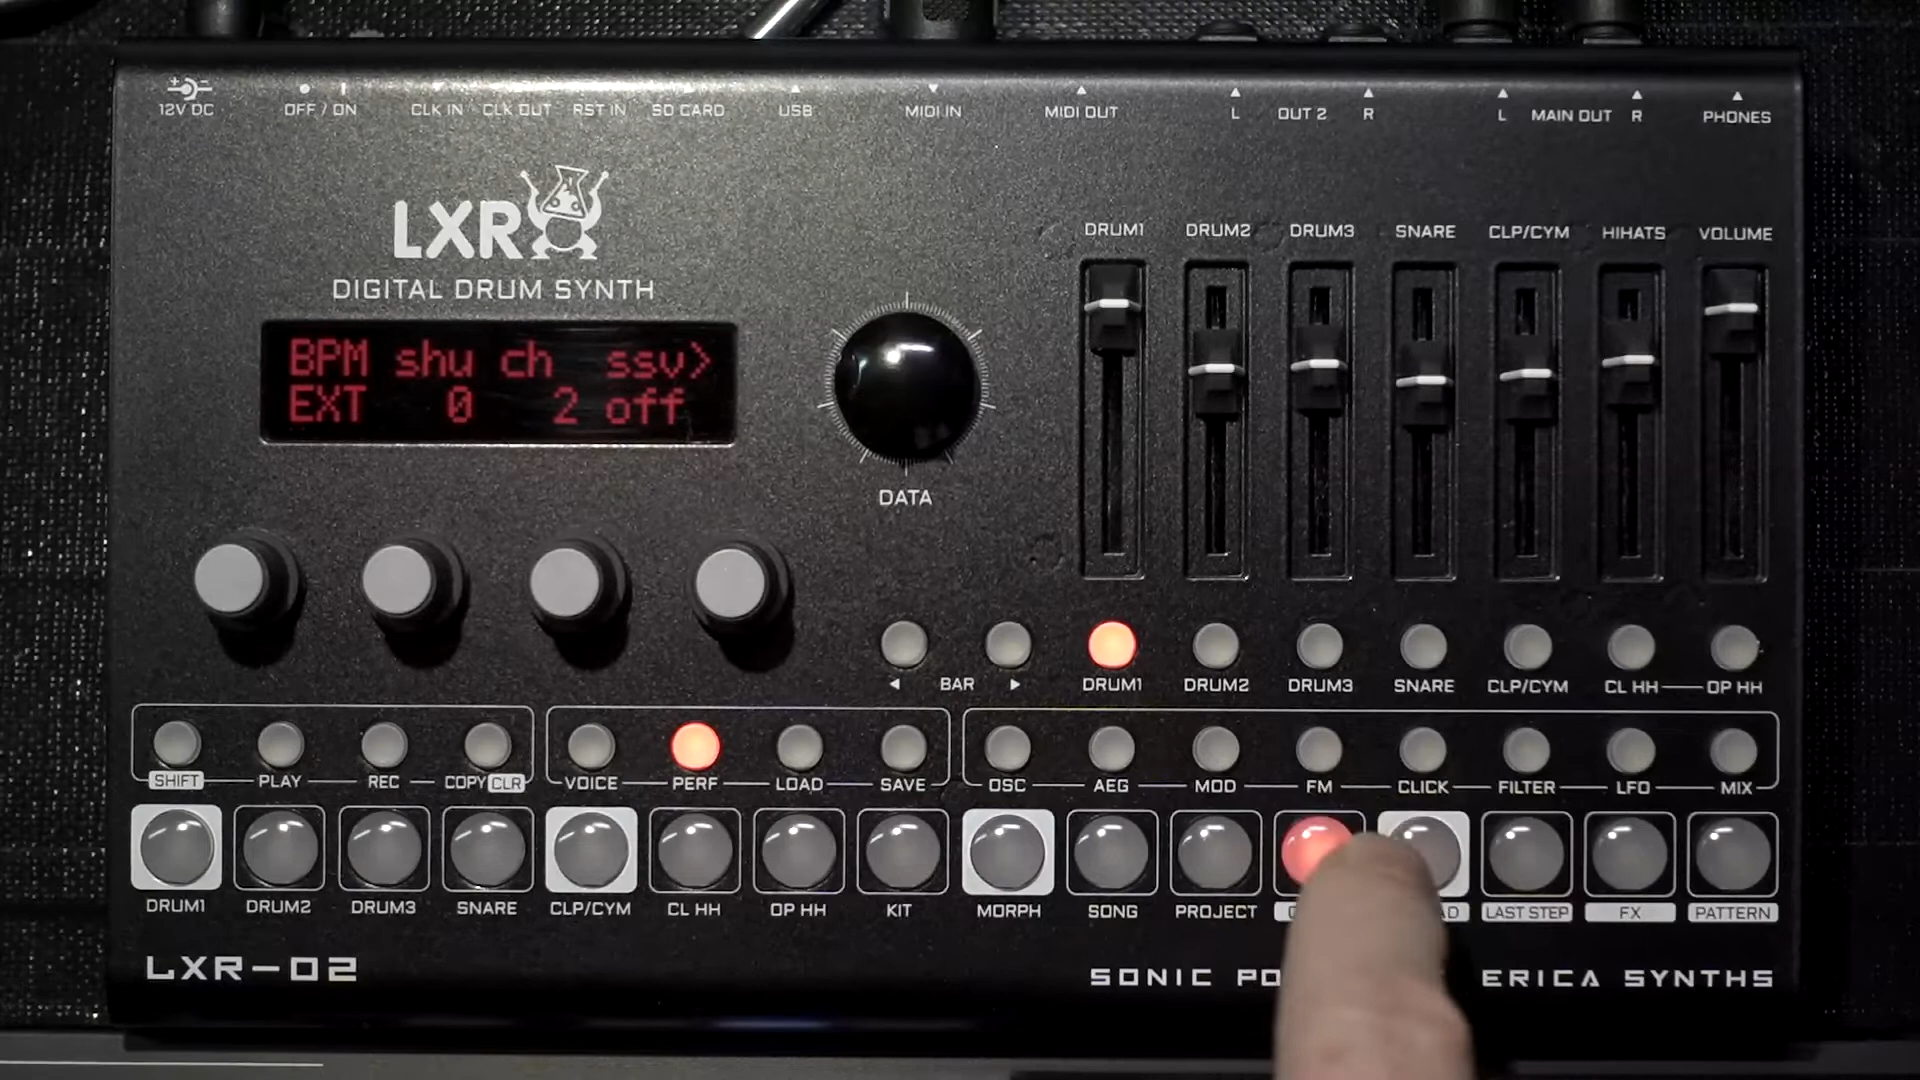 12V DC OFF / ON CLK IN CLK OUT RST IN SD CARD USB MIDI IN MIDI OUT L OUT 2 R L MAIN OUT R PHONES
LXR
DIGITAL DRUM SYNTH
BPM shu ch ssv>
EXT 0 2 off
DATA
DRUM1 DRUM2 DRUM3 SNARE CLP/CYM HIHATS VOLUME
BAR DRUM1 DRUM2 DRUM3 SNARE CLP/CYM CL HH OP HH
SHIFT PLAY REC COPY CLR VOICE PERF LOAD SAVE OSC AEG MOD FM CLICK FILTER LFO MIX
DRUM1 DRUM2 DRUM3 SNARE CLP/CYM CL HH OP HH KIT MORPH SONG PROJECT LAST STEP FX PATTERN
LXR-02
SONIC ERICA SYNTHS